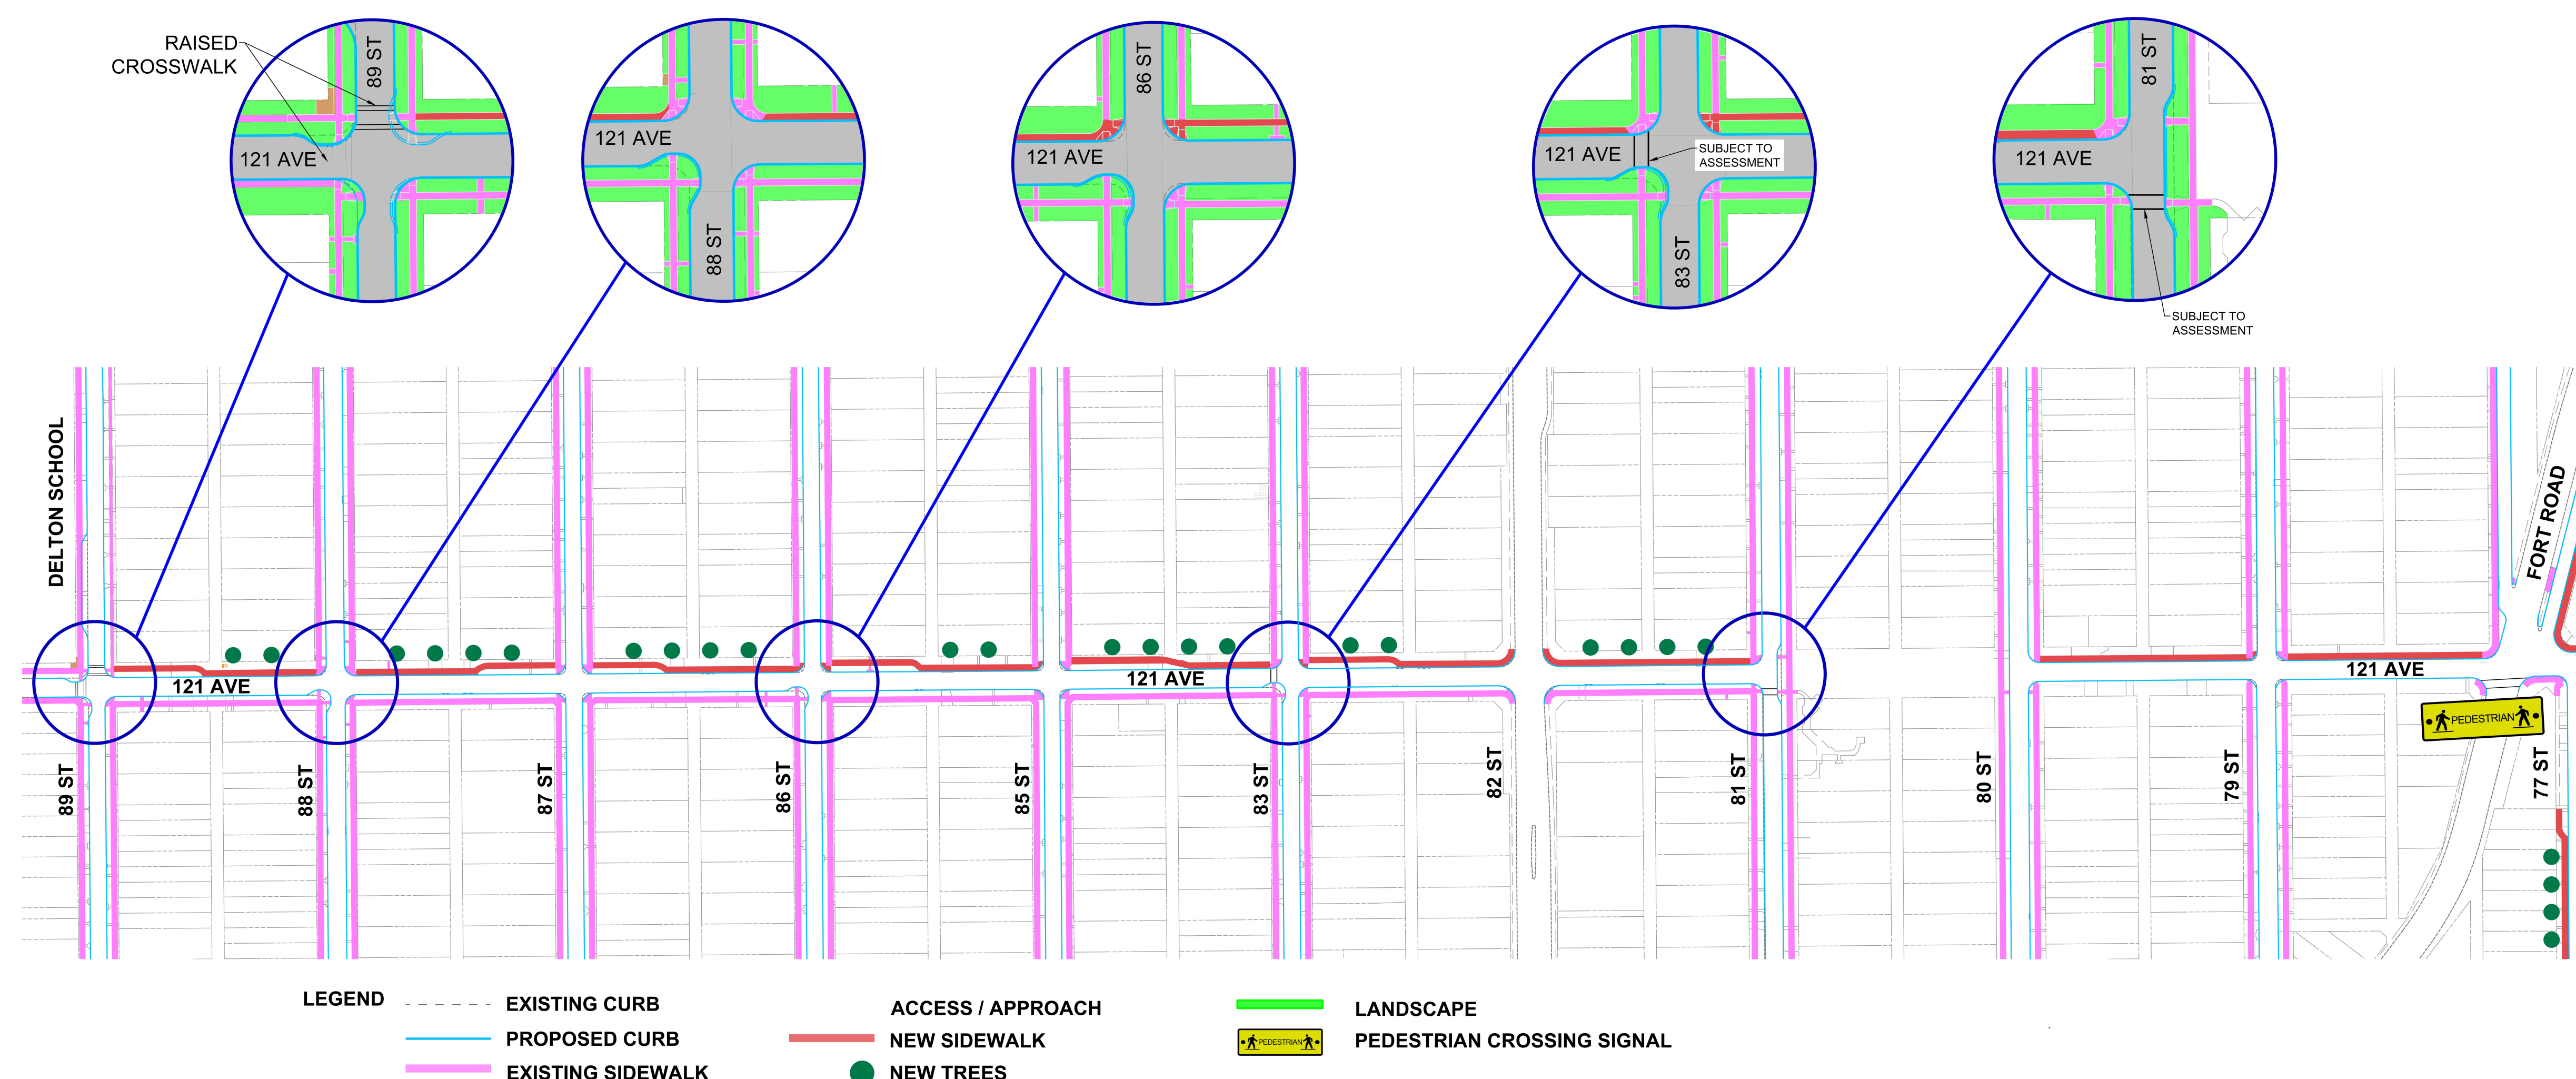 RAISED
CROSSWALK
89 ST
121 AVE
121 AVE
88 ST
86 ST
121 AVE
121 AVE
SUBJECT TO
ASSESSMENT
83 ST
81 ST
121 AVE
SUBJECT TO
ASSESSMENT
DELTON SCHOOL
FORT ROAD
121 AVE
121 AVE
121 AVE
PEDESTRIAN
89 ST
88 ST
87 ST
86 ST
85 ST
83 ST
82 ST
81 ST
80 ST
79 ST
77 ST
LEGEND
EXISTING CURB
PROPOSED CURB
EXISTING SIDEWALK
ACCESS / APPROACH
NEW SIDEWALK
NEW TREES
LANDSCAPE
PEDESTRIAN
PEDESTRIAN CROSSING SIGNAL